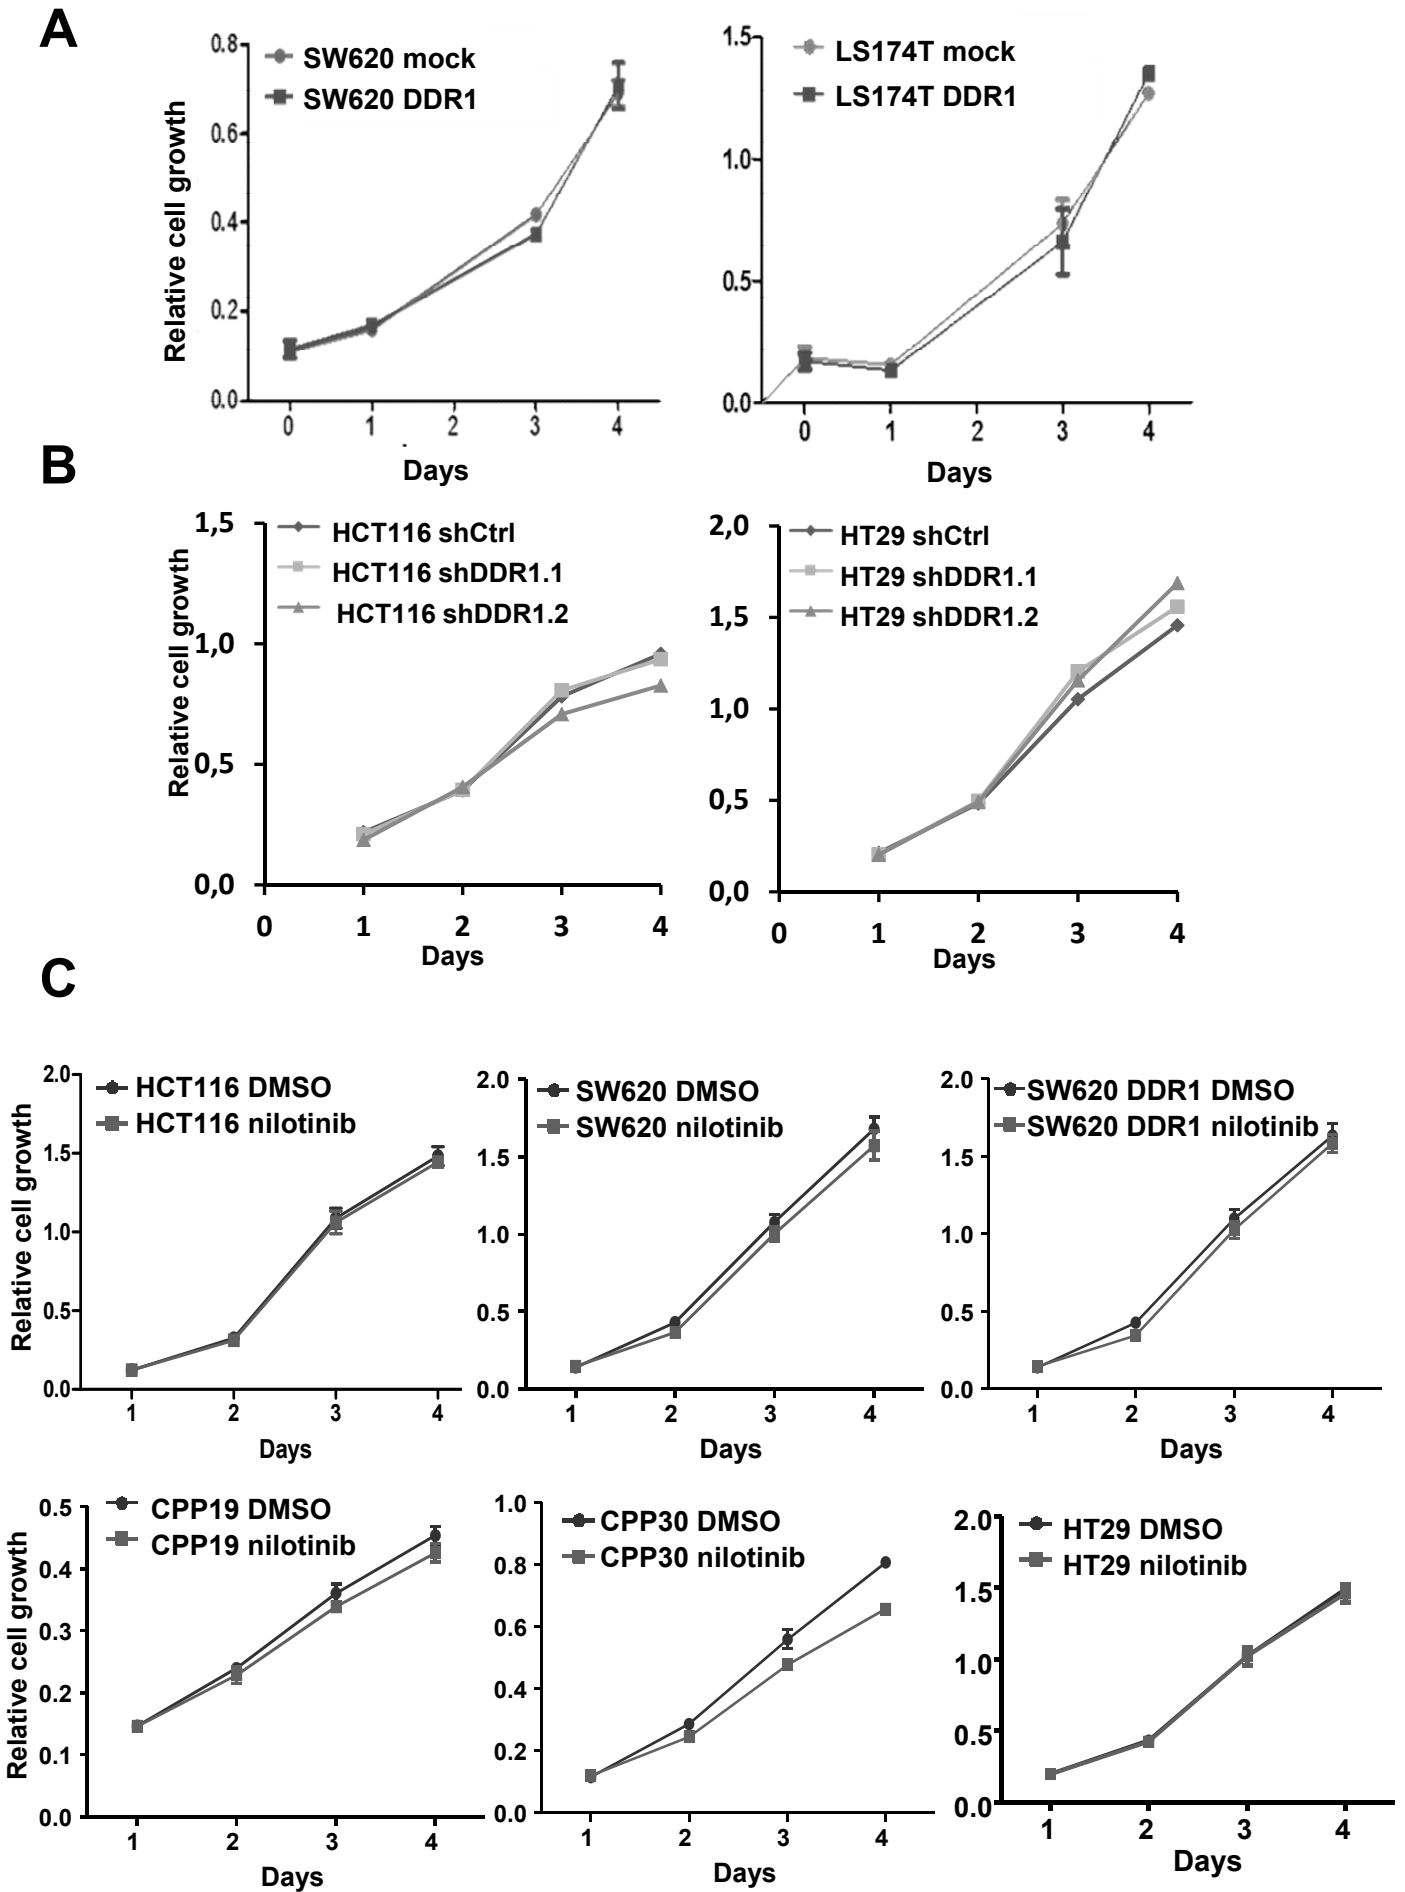 A
0.8
0.6
0.4
0.2
0.0
Relative cell growth
SW620 mock
SW620 DDR1
0 1 2 3 4
Days
1.5
1.0
0.5
0.0
LS174T mock
LS174T DDR1
0 1 2 3 4
Days
B
1,5
1,0
0,5
0,0
Relative cell growth
HCT116 shCtrl
HCT116 shDDR1.1
HCT116 shDDR1.2
0 1 2 3 4
Days
2,0
1,5
1,0
0,5
0,0
HT29 shCtrl
HT29 shDDR1.1
HT29 shDDR1.2
0 1 2 3 4
Days
C
2.0
1.5
1.0
0.5
0.0
Relative cell growth
HCT116 DMSO
HCT116 nilotinib
1 2 3 4
Days
2.0
1.5
1.0
0.5
0.0
SW620 DMSO
SW620 nilotinib
1 2 3 4
Days
2.0
1.5
1.0
0.5
0.0
SW620 DDR1 DMSO
SW620 DDR1 nilotinib
1 2 3 4
Days
0.5
0.4
0.3
0.2
0.1
0.0
Relative cell growth
CPP19 DMSO
CPP19 nilotinib
1 2 3 4
Days
1.0
0.8
0.6
0.4
0.2
0.0
CPP30 DMSO
CPP30 nilotinib
1 2 3 4
Days
2.0
1.5
1.0
0.5
0.0
HT29 DMSO
HT29 nilotinib
1 2 3 4
Days